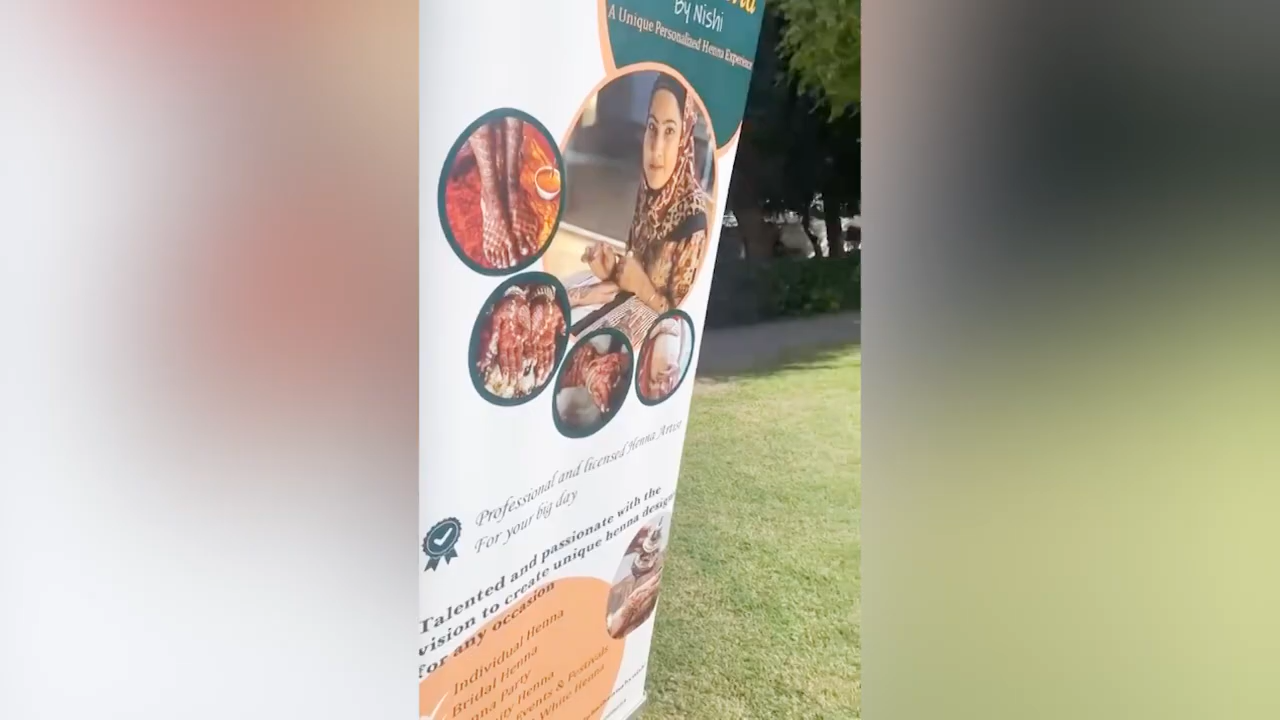 By Nishi
A Unique Personalized Henna Experience
Professional and licensed Henna Artist
For your big day
Talented and passionate with the
vision to create unique henna designs
for any occasion
Individual Henna
Bridal Henna
Party
Henna
Events & Festivals
White Henna